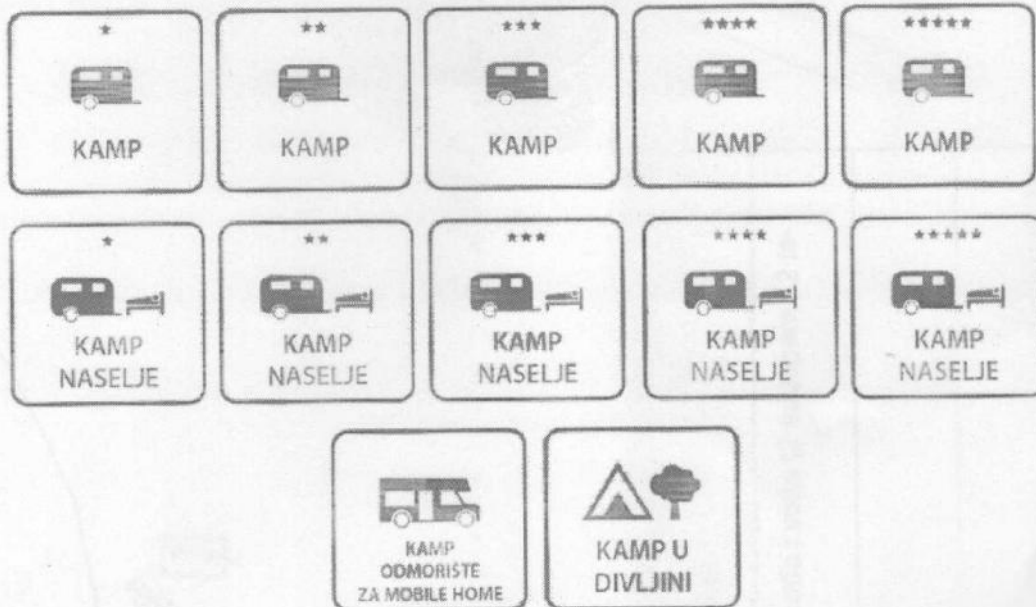 ★ ★★ ★★★ ★★★★ ★★★★★
KAMP KAMP KAMP KAMP KAMP
★ ★★ ★★★ ★★★★ ★★★★★
KAMP KAMP KAMP KAMP KAMP
NASELJE NASELJE NASELJE NASELJE NASELJE
KAMP
ODMORIŠTE
ZA MOBILE HOME
KAMP U
DIVLJINI